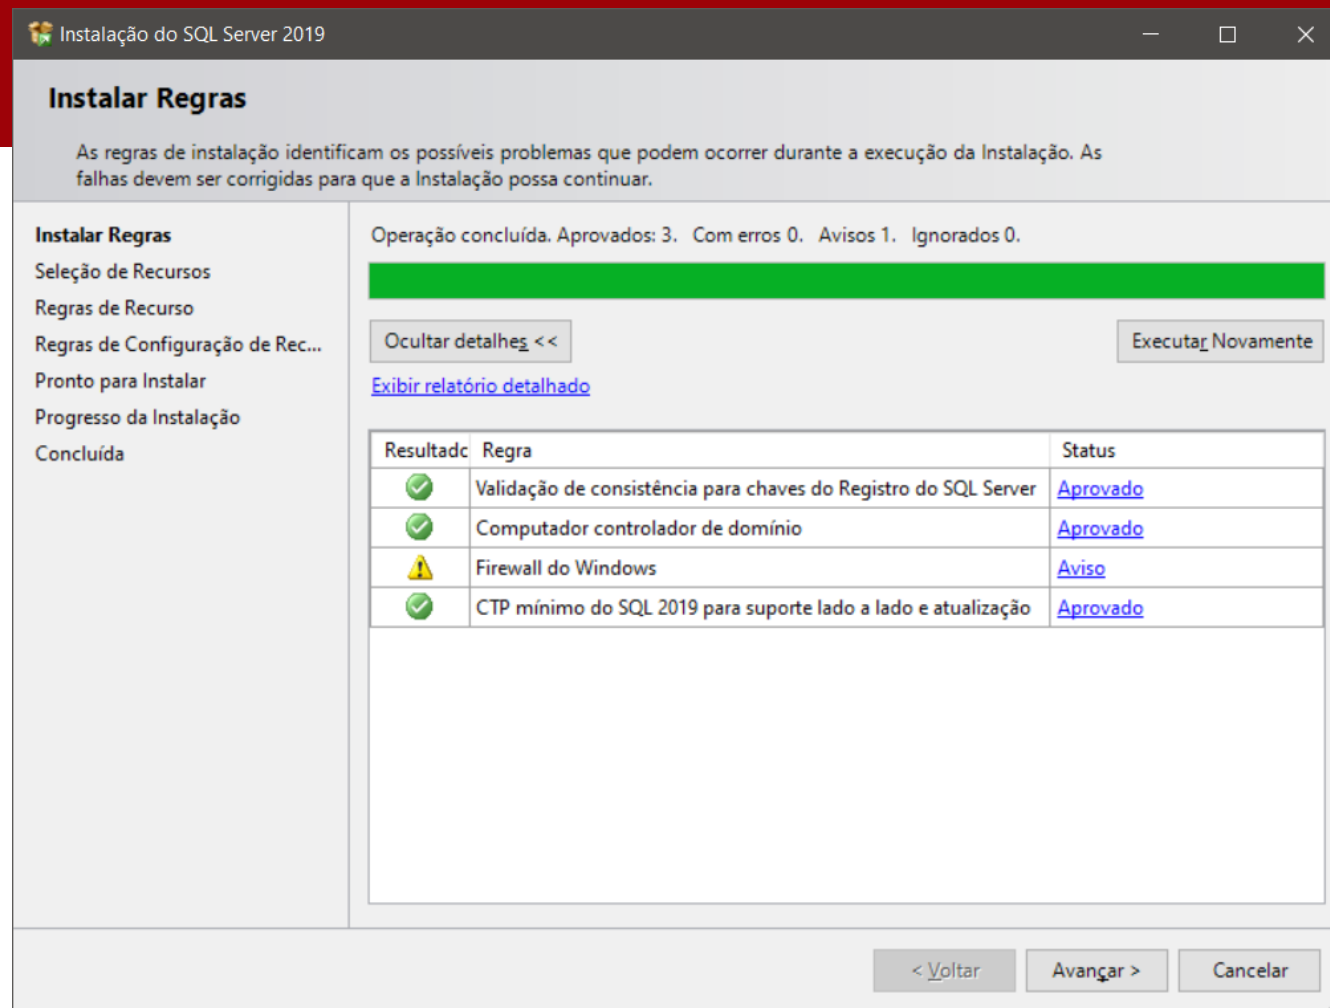 Instalação do SQL Server 2019
Instalar Regras
As regras de instalação identificam os possíveis problemas que podem ocorrer durante a execução da Instalação. As
falhas devem ser corrigidas para que a Instalação possa continuar.
Instalar Regras
Seleção de Recursos
Regras de Recurso
Regras de Configuração de Rec...
Pronto para Instalar
Progresso da Instalação
Concluída
Operação concluída. Aprovados: 3. Com erros 0. Avisos 1. Ignorados 0.
Ocultar detalhes <<
Executar Novamente
Exibir relatório detalhado
Resultado Regra Status
Validação de consistência para chaves do Registro do SQL Server Aprovado
Computador controlador de domínio Aprovado
Firewall do Windows Aviso
CTP mínimo do SQL 2019 para suporte lado a lado e atualização Aprovado
< Voltar
Avançar >
Cancelar